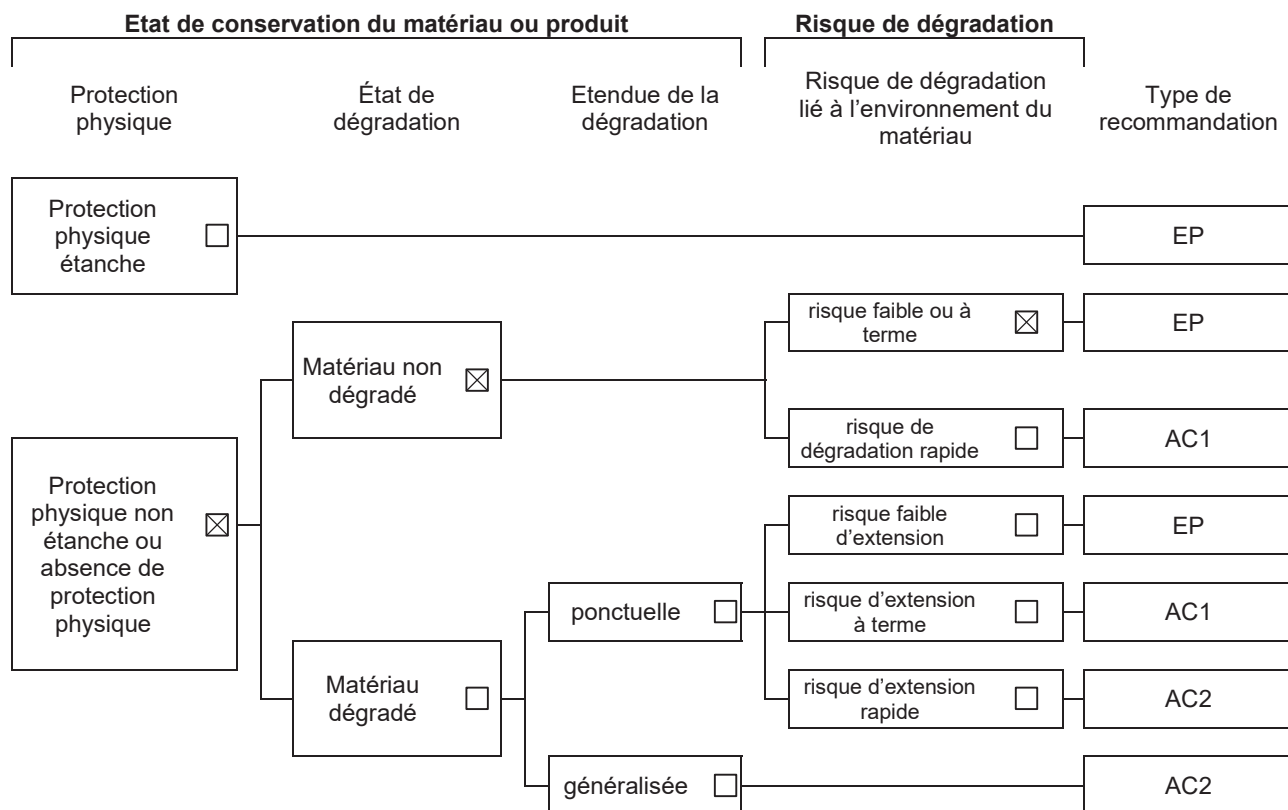 Etat de conservation du matériau ou produit
Risque de dégradation
Protection
physique
État de
dégradation
Etendue de la
dégradation
Risque de dégradation
lié à l'environnement du
matériau
Type de
recommandation
Protection
physique
étanche
EP
risque faible ou à
terme
EP
Matériau non
dégradé
risque de
dégradation rapide
AC1
Protection
physique non
étanche ou
absence de
protection
physique
risque faible
d'extension
EP
ponctuelle
risque d'extension
à terme
AC1
Matériau
dégradé
risque d'extension
rapide
AC2
généralisée
AC2